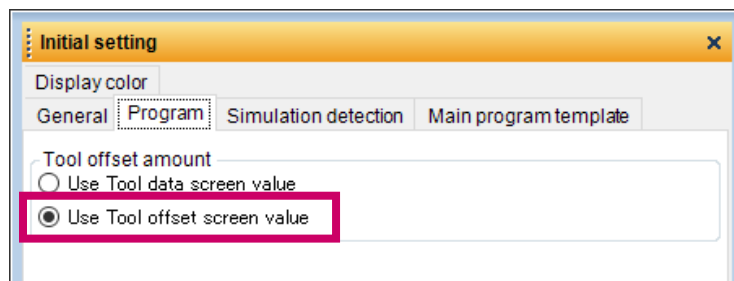 Initial setting
Display color
General Program Simulation detection Main program template
Tool offset amount
Use Tool data screen value
Use Tool offset screen value